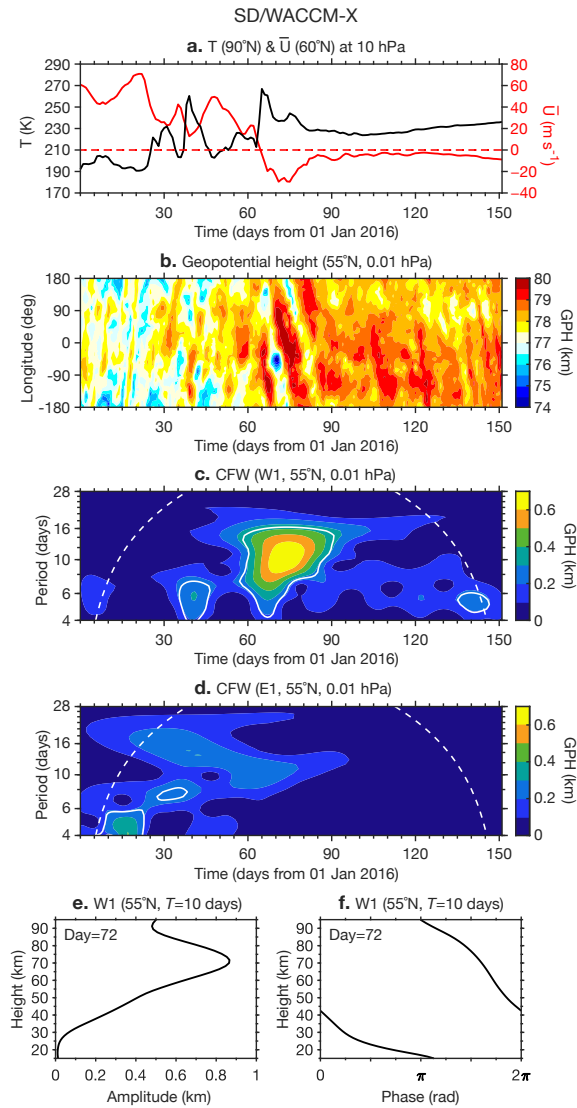 SD/WACCM-X
a. T (90°N) & U̅ (60°N) at 10 hPa
290
270
250
230
210
190
170
T (K)
80
60
40
20
0
−20
−40
U̅ (m s⁻¹)
30 60 90 120 150
Time (days from 01 Jan 2016)
b. Geopotential height (55°N, 0.01 hPa)
180
90
0
-90
-180
Longitude (deg)
80
79
78
77
76
75
74
GPH (km)
30 60 90 120 150
Time (days from 01 Jan 2016)
c. CFW (W1, 55°N, 0.01 hPa)
28
16
10
6
4
Period (days)
0.6
0.4
0.2
0
GPH (km)
30 60 90 120 150
Time (days from 01 Jan 2016)
d. CFW (E1, 55°N, 0.01 hPa)
28
16
10
6
4
Period (days)
0.6
0.4
0.2
0
GPH (km)
30 60 90 120 150
Time (days from 01 Jan 2016)
e. W1 (55°N, T=10 days)
Day=72
90
80
70
60
50
40
30
20
Height (km)
0 0.2 0.4 0.6 0.8 1
Amplitude (km)
f. W1 (55°N, T=10 days)
Day=72
90
80
70
60
50
40
30
20
Height (km)
0 π 2π
Phase (rad)